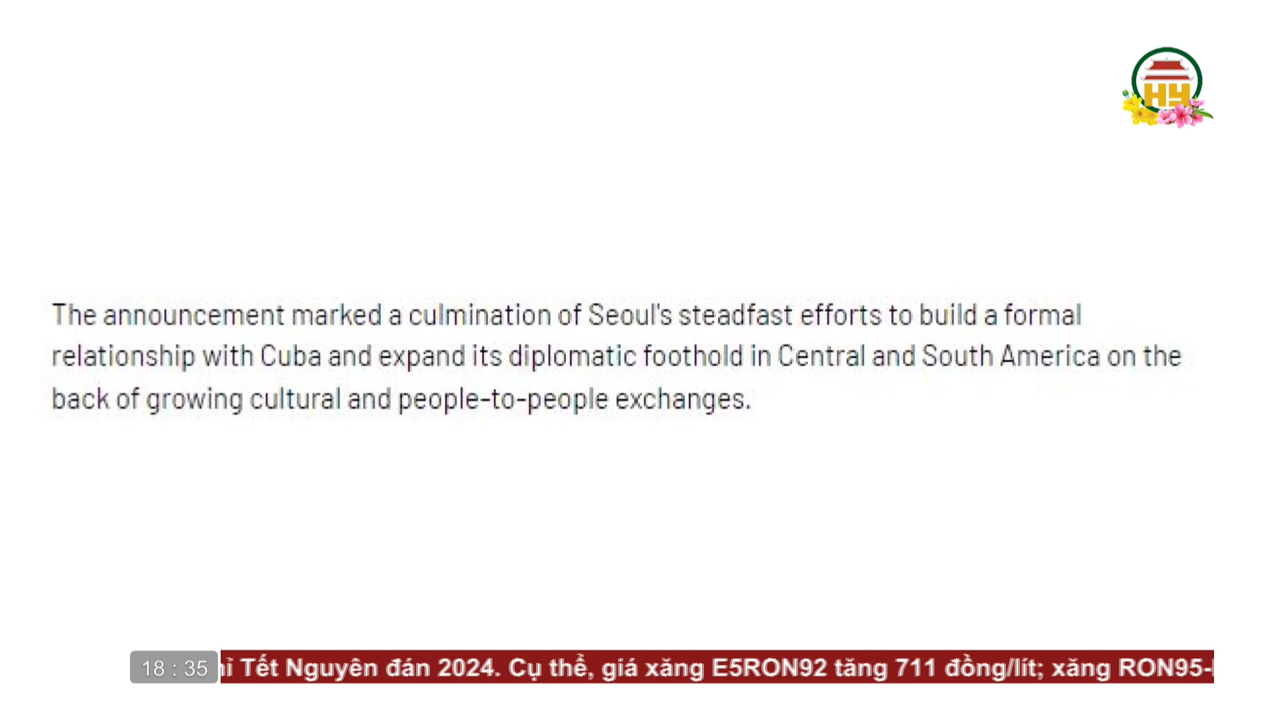 HY
The announcement marked a culmination of Seoul's steadfast efforts to build a formal
relationship with Cuba and expand its diplomatic foothold in Central and South America on the
back of growing cultural and people-to-people exchanges.
18 : 35
Tết Nguyên đán 2024. Cụ thể, giá xăng E5RON92 tăng 711 đồng/lít; xăng RON95-